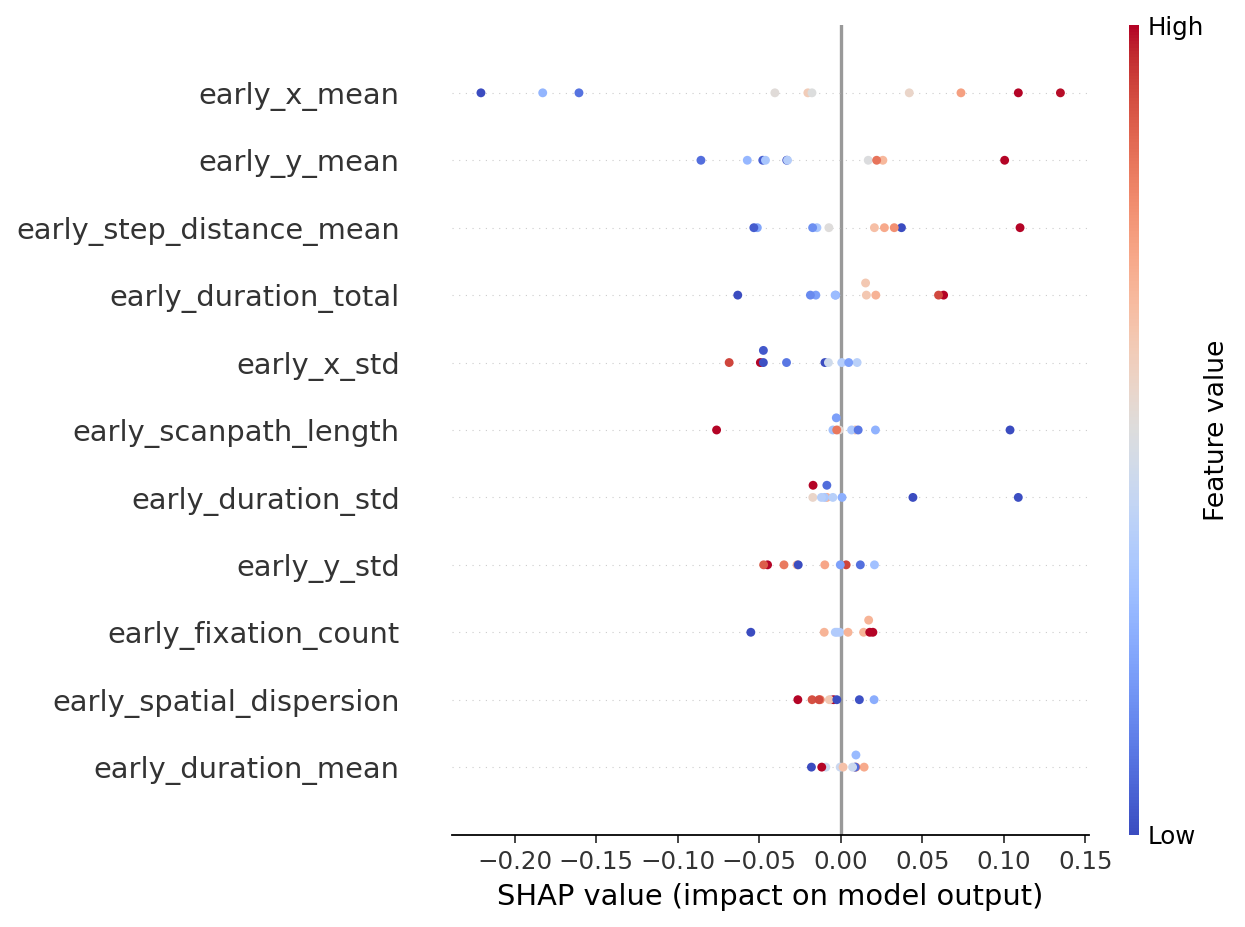 High
early_x_mean
early_y_mean
early_step_distance_mean
early_duration_total
early_x_std
early_scanpath_length
early_duration_std
early_y_std
early_fixation_count
early_spatial_dispersion
early_duration_mean
Feature value
Low
−0.20 −0.15 −0.10 −0.05 0.00 0.05 0.10 0.15
SHAP value (impact on model output)